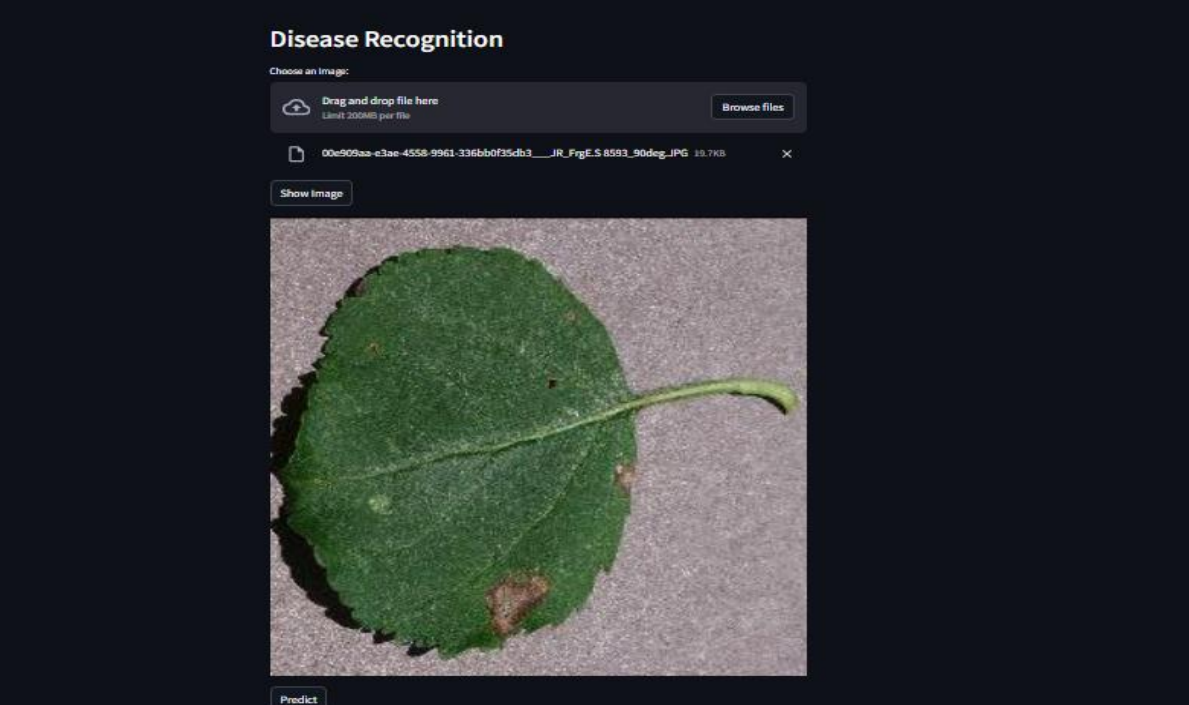 Disease Recognition
Choose an image:
Drag and drop file here
Limit 200MB per file
Browse files
00e909aa-e3ae-4558-9961-336bb0f35db3___JR_FrgE.S 8593_90deg.JPG 19.7KB
Show Image
Predict